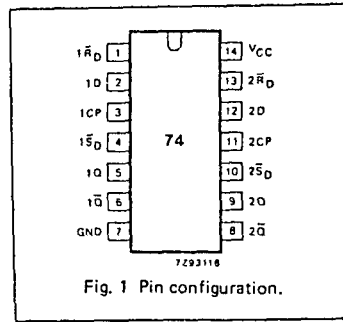 1R̅D 1 14 VCC
1D 2 13 2R̅D
1CP 3 12 2D
1S̅D 4 74 11 2CP
1Q 5 10 2S̅D
1Q̅ 6 9 2Q
GND 7 8 2Q̅
7Z93116
Fig. 1 Pin configuration.